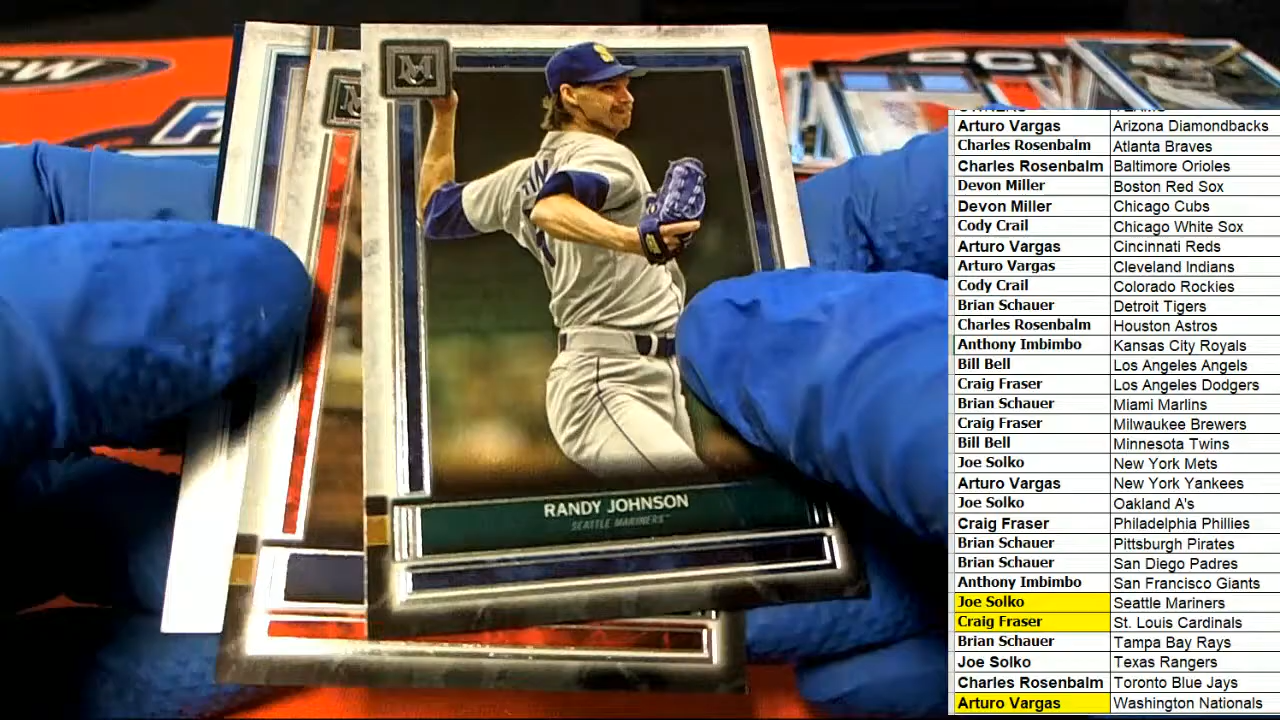 CW
M
RANDY JOHNSON
SEATTLE MARINERS™
Arturo Vargas Arizona Diamondbacks
Charles Rosenbalm Atlanta Braves
Charles Rosenbalm Baltimore Orioles
Devon Miller Boston Red Sox
Devon Miller Chicago Cubs
Cody Crail Chicago White Sox
Arturo Vargas Cincinnati Reds
Arturo Vargas Cleveland Indians
Cody Crail Colorado Rockies
Brian Schauer Detroit Tigers
Charles Rosenbalm Houston Astros
Anthony Imbimbo Kansas City Royals
Bill Bell Los Angeles Angels
Craig Fraser Los Angeles Dodgers
Brian Schauer Miami Marlins
Craig Fraser Milwaukee Brewers
Bill Bell Minnesota Twins
Joe Solko New York Mets
Arturo Vargas New York Yankees
Joe Solko Oakland A's
Craig Fraser Philadelphia Phillies
Brian Schauer Pittsburgh Pirates
Brian Schauer San Diego Padres
Anthony Imbimbo San Francisco Giants
Joe Solko Seattle Mariners
Craig Fraser St. Louis Cardinals
Brian Schauer Tampa Bay Rays
Joe Solko Texas Rangers
Charles Rosenbalm Toronto Blue Jays
Arturo Vargas Washington Nationals